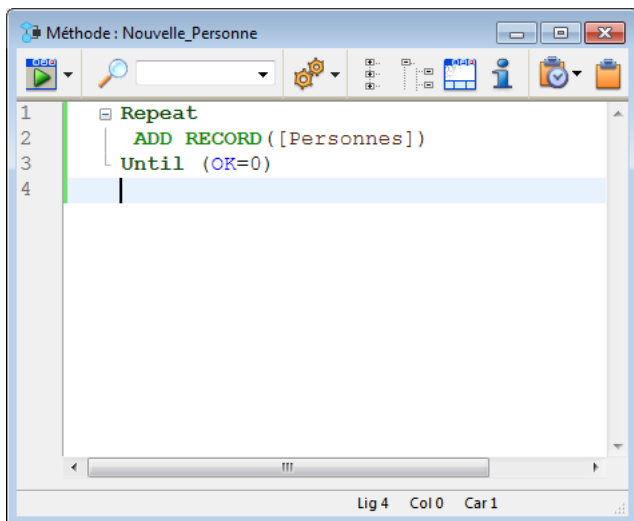 Méthode : Nouvelle_Personne
1 Repeat
2 ADD RECORD([Personnes])
3 Until (OK=0)
4
Lig 4 Col 0 Car 1